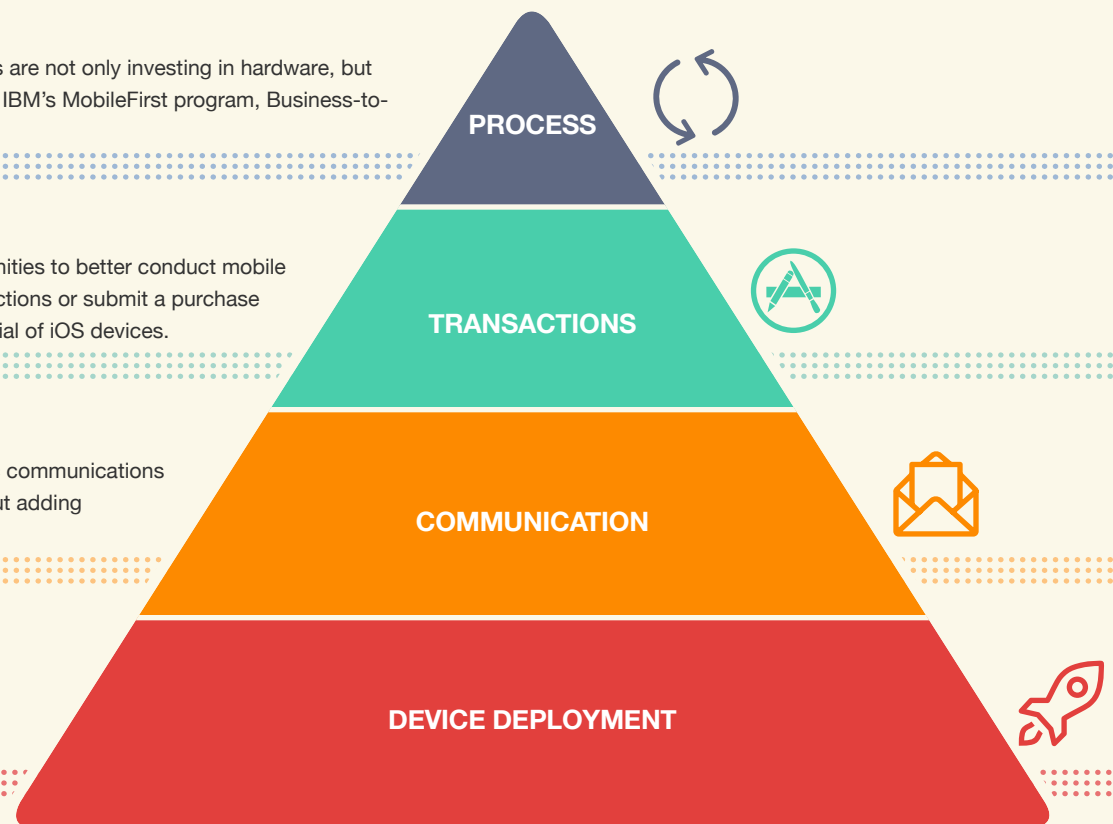 s are not only investing in hardware, but
IBM's MobileFirst program, Business-to-
PROCESS
nities to better conduct mobile
ctions or submit a purchase
ial of iOS devices.
TRANSACTIONS
communications
ut adding
COMMUNICATION
DEVICE DEPLOYMENT